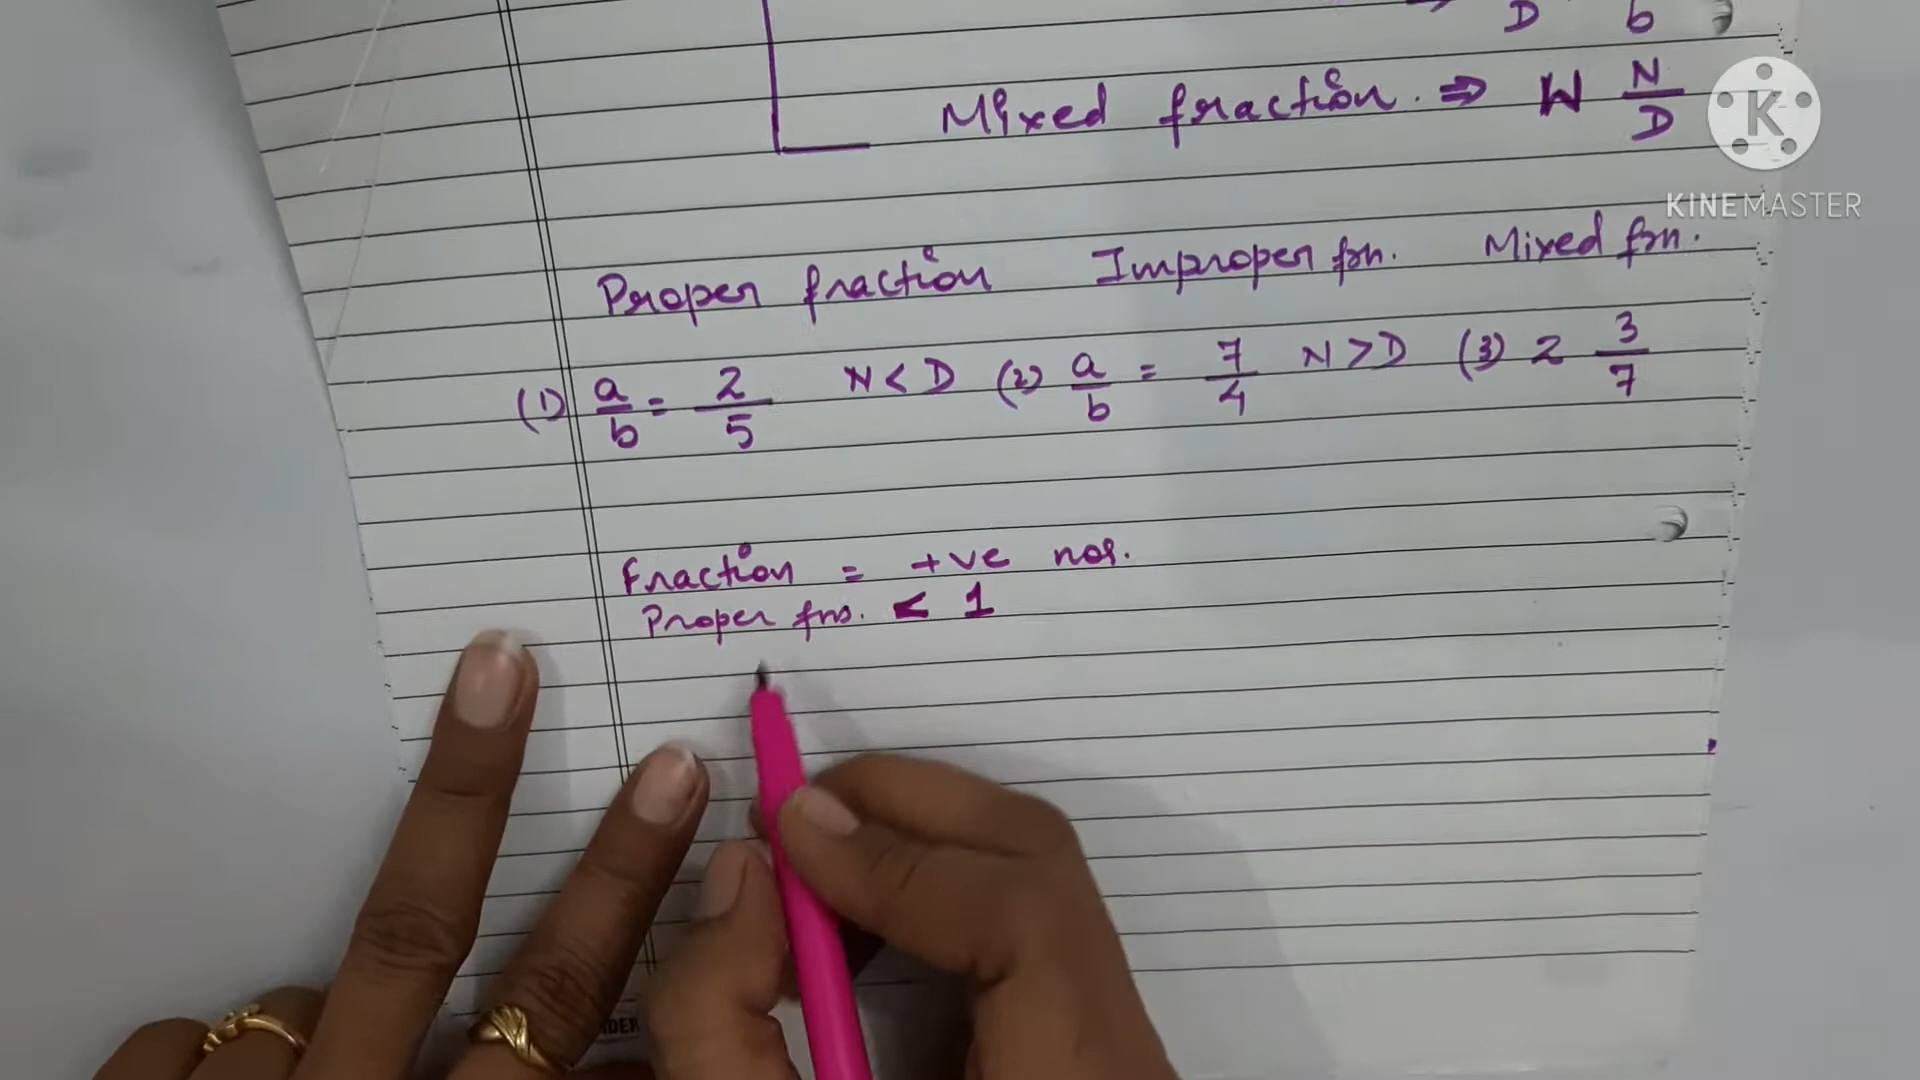 D b
Mixed fraction. ⇒ W N/D
K
KINEMASTER
Proper fraction Improper frn. Mixed frn.
(1) a/b = 2/5 N < D (2) a/b = 7/4 N > D (3) 2 3/7
Fraction = +ve nos.
Proper frns. < 1